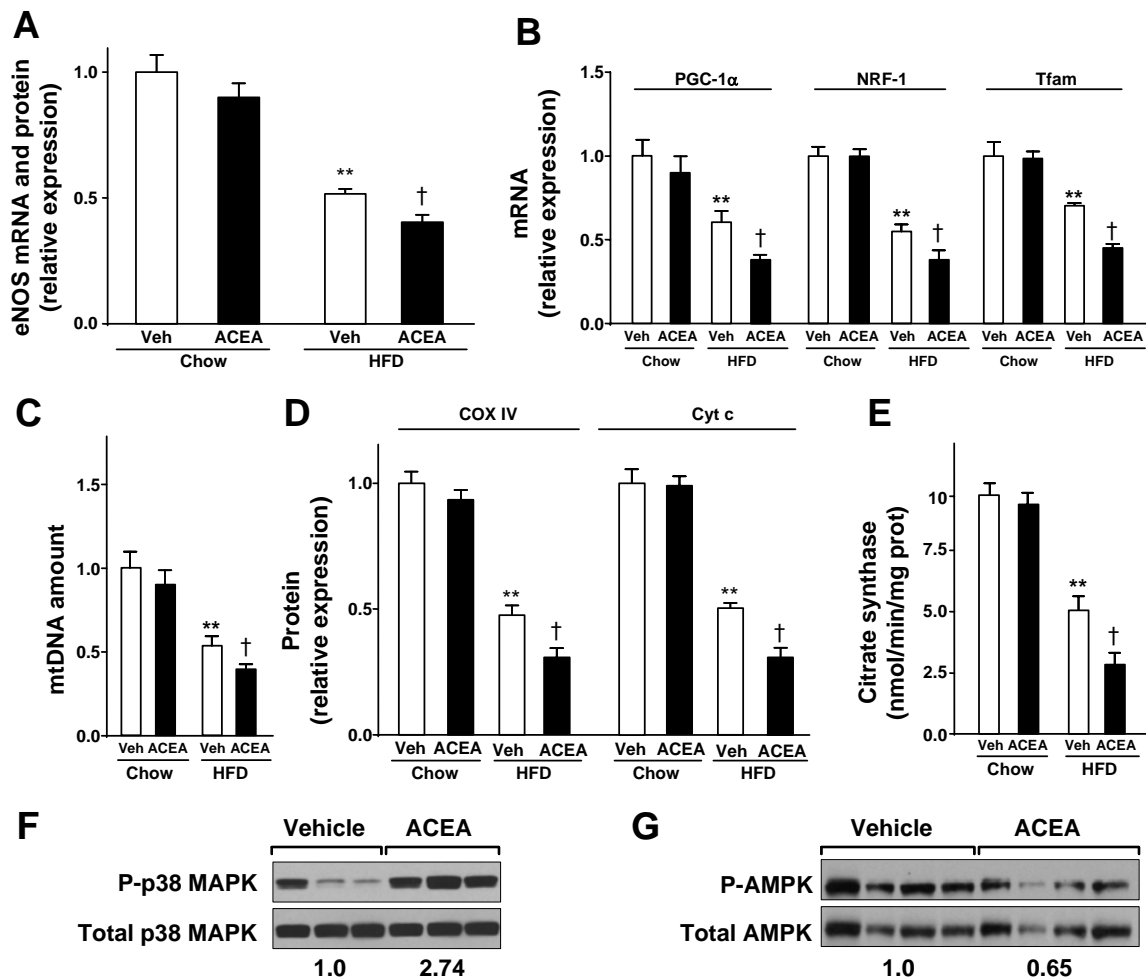 A
eNOS mRNA and protein
(relative expression)
1.0
0.5
0.0
**
†
Veh ACEA Veh ACEA
Chow HFD
B
mRNA
(relative expression)
1.5
1.0
0.5
0.0
PGC-1α NRF-1 Tfam
** † ** † ** †
Veh ACEA Veh ACEA Veh ACEA Veh ACEA Veh ACEA Veh ACEA
Chow HFD Chow HFD Chow HFD
C
mtDNA amount
1.5
1.0
0.5
0.0
** †
Veh ACEA Veh ACEA
Chow HFD
D
Protein
(relative expression)
1.0
0.5
0.0
COX IV Cyt c
** † ** †
Veh ACEA Veh ACEA Veh ACEA Veh ACEA
Chow HFD Chow HFD
E
Citrate synthase
(nmol/min/mg prot)
10
7.5
5.0
2.5
0.0
**
†
Veh ACEA Veh ACEA
Chow HFD
F
Vehicle ACEA
P-p38 MAPK
Total p38 MAPK
1.0 2.74
G
Vehicle ACEA
P-AMPK
Total AMPK
1.0 0.65